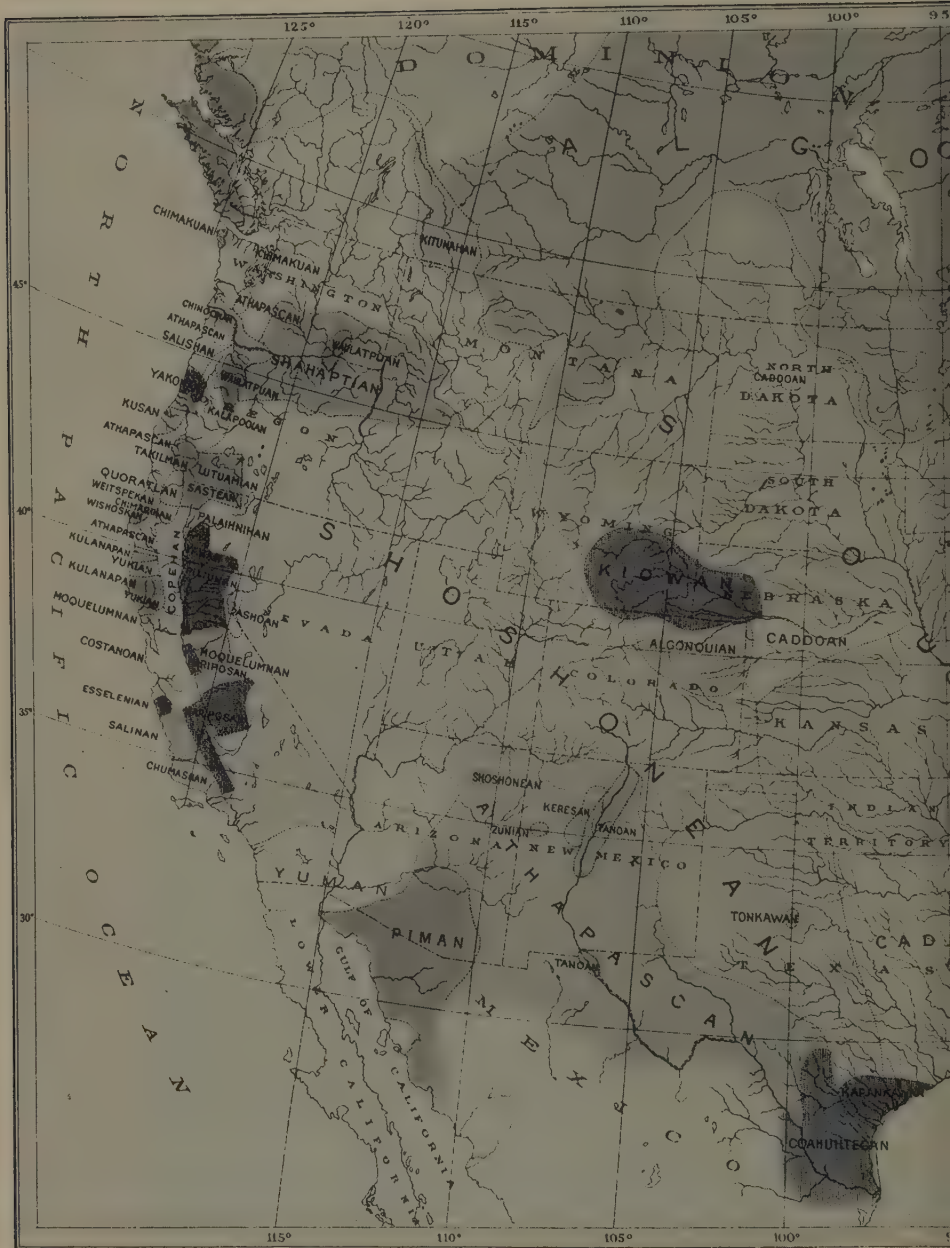 125° 120° 115° 110° 105° 100° 95
DOMINION
ALGO
NORTH PACIFIC OCEAN
CHIMAKUAN
CHIMAKUAN
KITUNAHAN
WASHINGTON
45°
ATHAPASCAN
CHINOOKAN
ATHAPASCAN
SALISHAN
WAIILATPUAN
SHAHAPTIAN
MONTANA
NORTH
CADDOAN
DAKOTA
YAKONAN
WAIILATPUAN
KUSAN
KALAPOOIAN
OREGON
S
ATHAPASCAN
TAKILMAN
LUTUAMIAN
QUORATEAN
SASTEAN
WEITSPEKAN
CHIMARIKAN
WISHOSKAN
PALAIHNIHAN
SOUTH
DAKOTA
WYOMING
40°
ATHAPASCAN
KULANAPAN
YUKIAN
KULANAPAN
YUKIAN
COPEHAN
PUJUNAN
SHOSHONEAN
O
KIOWAN
NEBRASKA
U
MOQUELUMNAN
WASHOAN
NEVADA
UTAH
ALGONQUIAN
CADDOAN
COSTANOAN
MOQUELUMNAN
MARIPOSAN
COLORADO
KANSAS
ESSELENIAN
MARIPOSAN
35°
SALINAN
CHUMASHAN
SHOSHONEAN
KERESAN
ZUNIAN
TANOAN
ARIZONA
NEW MEXICO
INDIAN
TERRITORY
ATHAPASCAN
YUMAN
30°
PIMAN
TONKAWAN
CAD
TEXAS
TANOAN
LOWER CALIFORNIA
GULF OF CALIFORNIA
MEXICO
KARANKAWAN
COAHUILTECAN
115° 110° 105° 100°